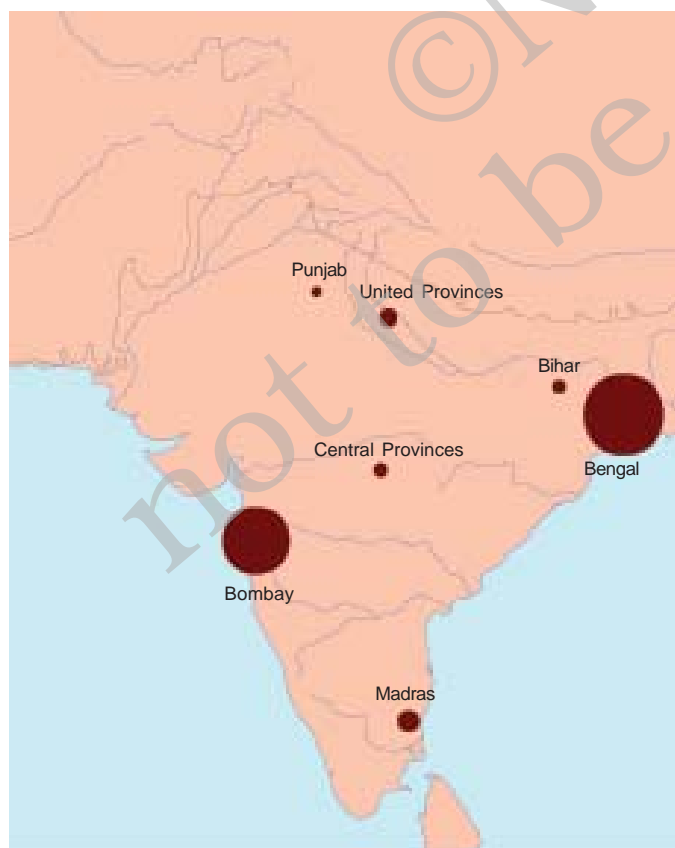 ©N
not to be
Punjab
United Provinces
Bihar
Bengal
Central Provinces
Bombay
Madras